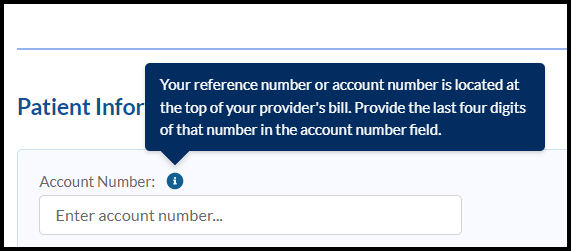 Your reference number or account number is located at
the top of your provider's bill. Provide the last four digits
of that number in the account number field.
Patient Infor
Account Number:
Enter account number...